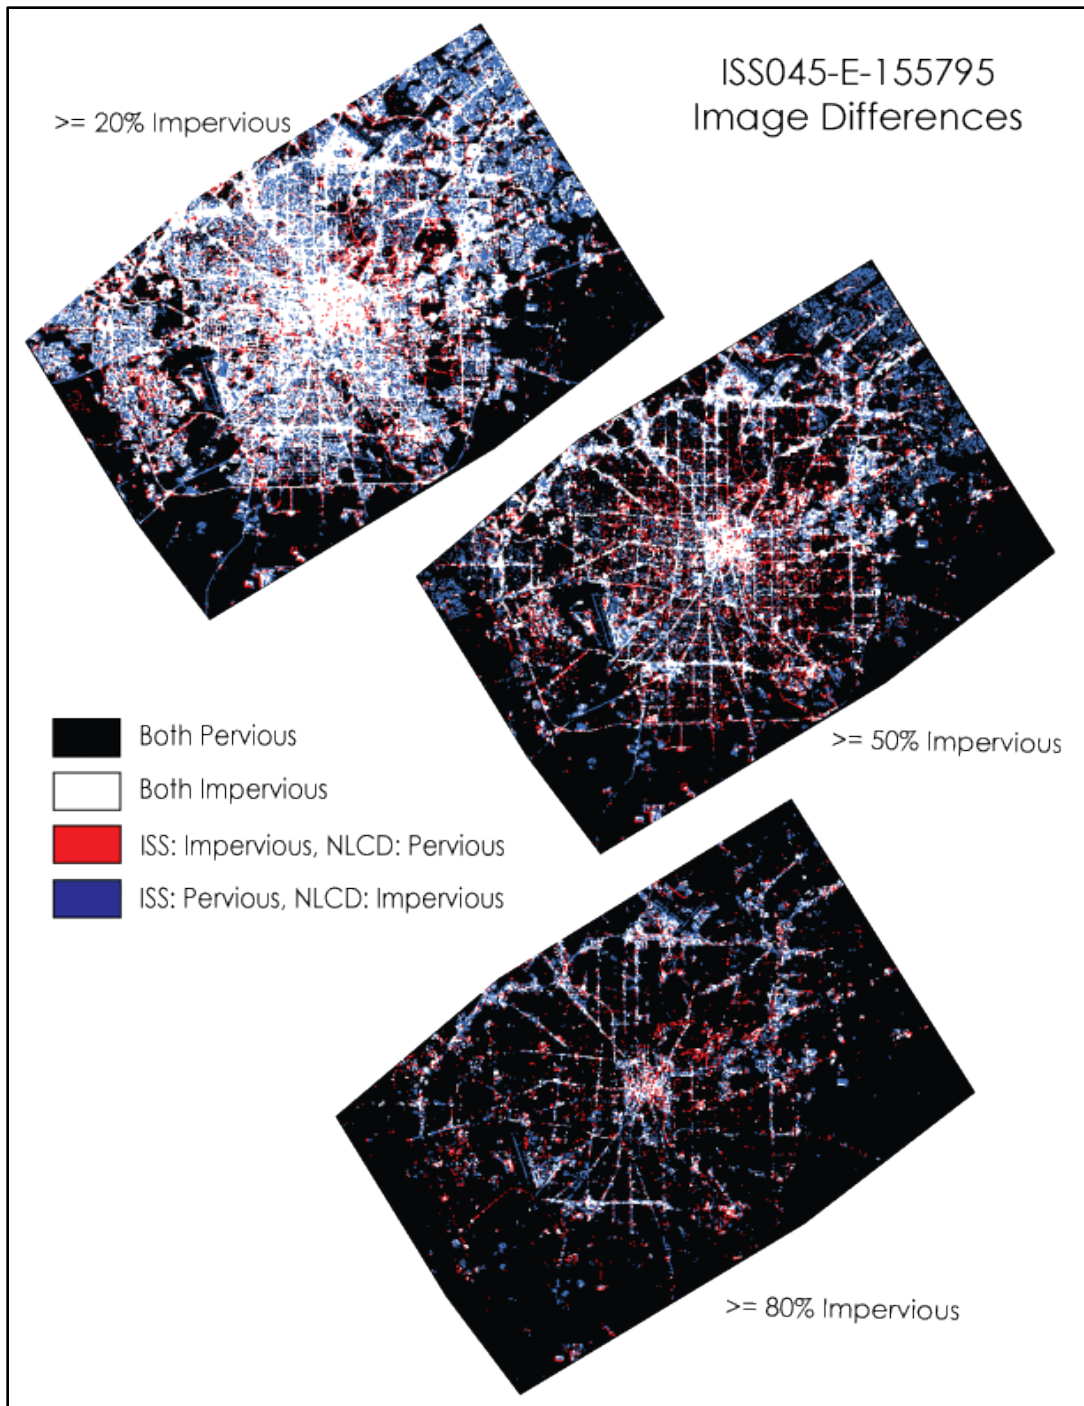 ISS045-E-155795
Image Differences
>= 20% Impervious
>= 50% Impervious
Both Pervious
Both Impervious
ISS: Impervious, NLCD: Pervious
ISS: Pervious, NLCD: Impervious
>= 80% Impervious